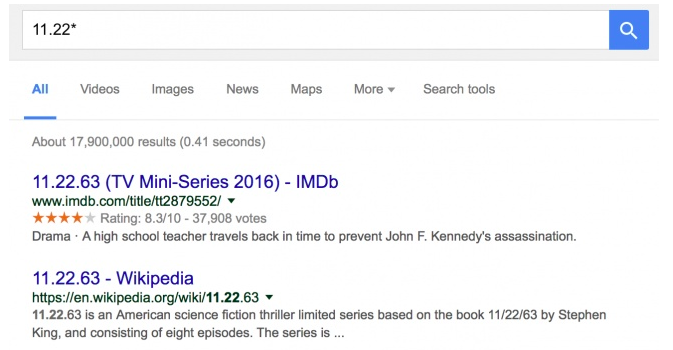 11.22*
All Videos Images News Maps More Search tools
About 17,900,000 results (0.41 seconds)
11.22.63 (TV Mini-Series 2016) - IMDb
www.imdb.com/title/tt2879552/
Rating: 8.3/10 - 37,908 votes
Drama · A high school teacher travels back in time to prevent John F. Kennedy's assassination.
11.22.63 - Wikipedia
https://en.wikipedia.org/wiki/11.22.63
11.22.63 is an American science fiction thriller limited series based on the book 11/22/63 by Stephen
King, and consisting of eight episodes. The series is ...